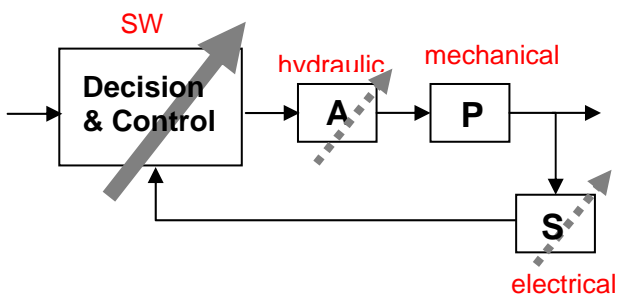 SW
hydraulic
mechanical
Decision
& Control
A
P
S
electrical